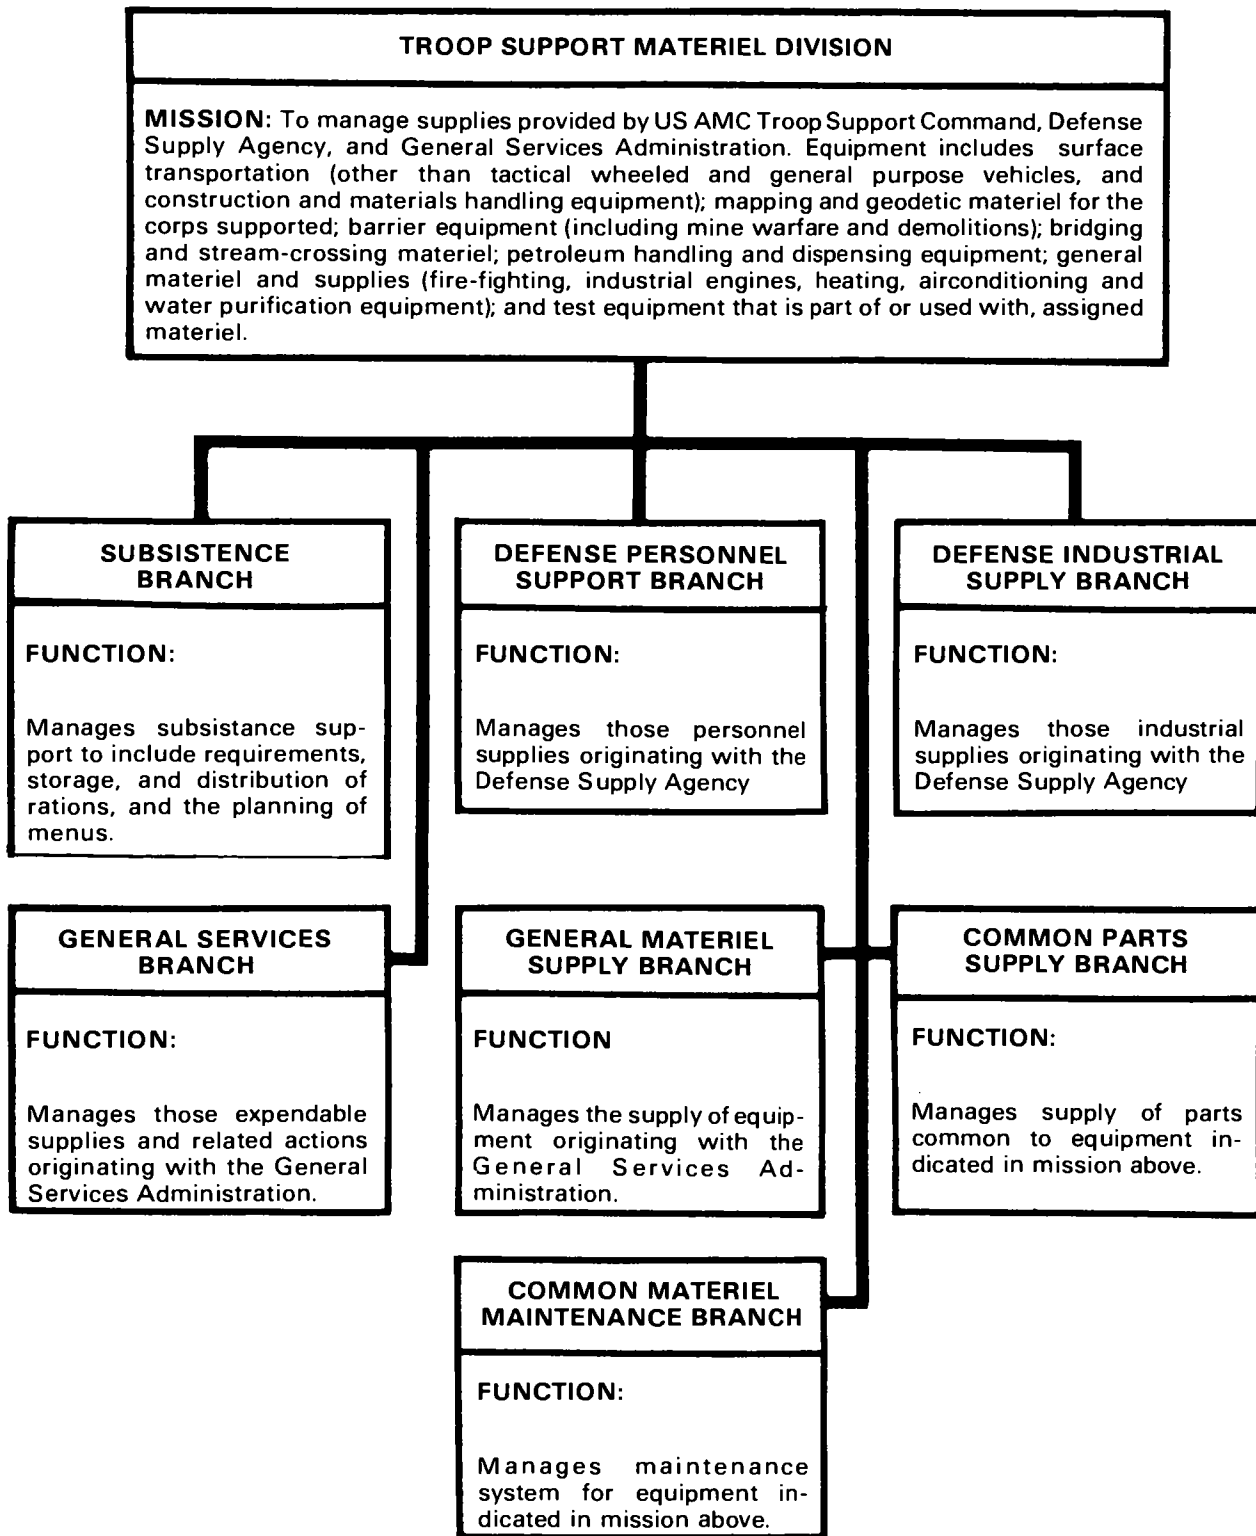 TROOP SUPPORT MATERIEL DIVISION
MISSION: To manage supplies provided by US AMC Troop Support Command, Defense
Supply Agency, and General Services Administration. Equipment includes surface
transportation (other than tactical wheeled and general purpose vehicles, and
construction and materials handling equipment); mapping and geodetic materiel for the
corps supported; barrier equipment (including mine warfare and demolitions); bridging
and stream-crossing materiel; petroleum handling and dispensing equipment; general
materiel and supplies (fire-fighting, industrial engines, heating, airconditioning and
water purification equipment); and test equipment that is part of or used with, assigned
materiel.
SUBSISTENCE
BRANCH
FUNCTION:
Manages subsistance sup-
port to include requirements,
storage, and distribution of
rations, and the planning of
menus.
DEFENSE PERSONNEL
SUPPORT BRANCH
FUNCTION:
Manages those personnel
supplies originating with the
Defense Supply Agency
DEFENSE INDUSTRIAL
SUPPLY BRANCH
FUNCTION:
Manages those industrial
supplies originating with the
Defense Supply Agency
GENERAL SERVICES
BRANCH
FUNCTION:
Manages those expendable
supplies and related actions
originating with the General
Services Administration.
GENERAL MATERIEL
SUPPLY BRANCH
FUNCTION
Manages the supply of equip-
ment originating with the
General Services Ad-
ministration.
COMMON PARTS
SUPPLY BRANCH
FUNCTION:
Manages supply of parts
common to equipment in-
dicated in mission above.
COMMON MATERIEL
MAINTENANCE BRANCH
FUNCTION:
Manages maintenance
system for equipment in-
dicated in mission above.